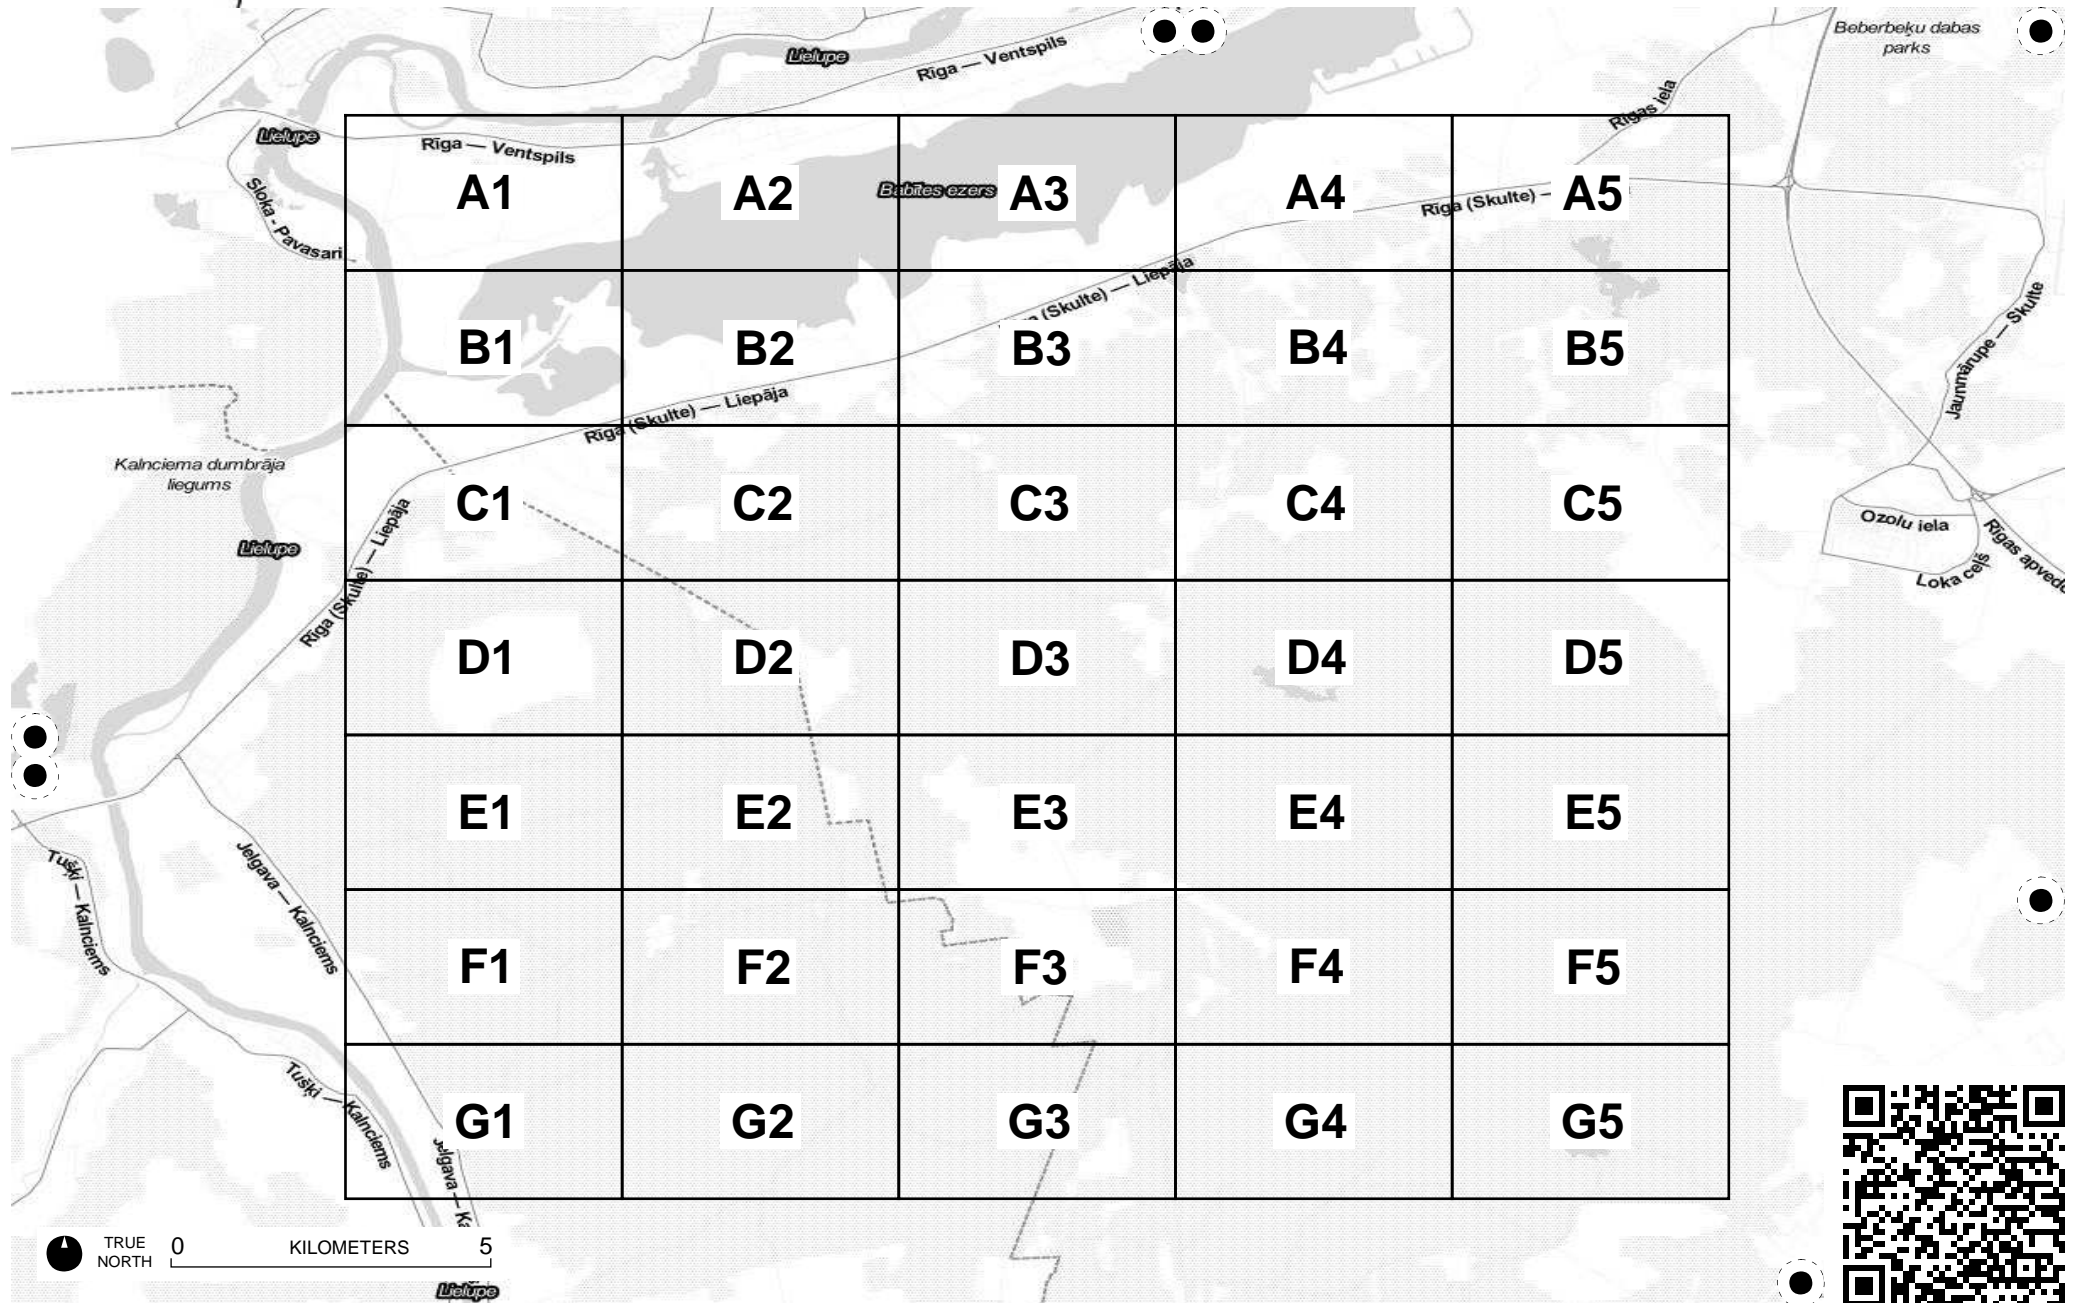 Lielupe
Rīga — Ventspils
Beberbeķu dabas
parks
Rīgas iela
Lielupe
Rīga — Ventspils
Sloka - Pavasari
A1
A2
Babītes ezers
A3
A4
Rīga (Skulte) —
A5
(Skulte) — Liepāja
Jaunmārupe — Skulte
B1
B2
B3
B4
B5
Rīga (Skulte) — Liepāja
Kalnciema dumbrāja
liegums
C1
C2
C3
C4
C5
Ozolu iela
Rīgas apvedc
Loka ceļš
Lielupe
Rīga (Skulte) — Liepāja
D1
D2
D3
D4
D5
E1
E2
E3
E4
E5
Tušķi — Kalnciems
Jelgava — Kalnciems
F1
F2
F3
F4
F5
Tušķi — Kalnciems
G1
G2
G3
G4
G5
Jelgava — Ka
TRUE
NORTH
0 KILOMETERS 5
Lielupe